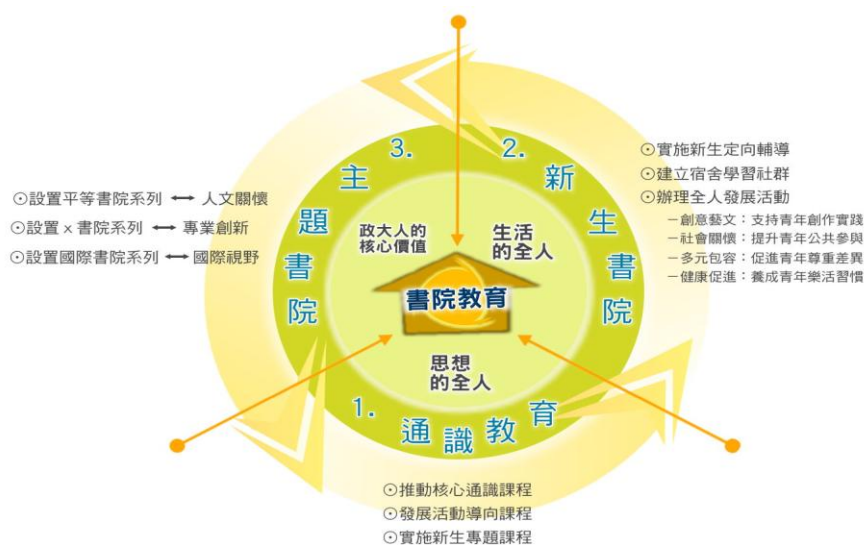 3. 主題書院
2. 新生書院
⊙實施新生定向輔導
⊙建立宿舍學習社群
⊙辦理全人發展活動
－創意藝文：支持青年創作實踐
－社會關懷：提升青年公共參與
－多元包容：促進青年尊重差異
－健康促進：養成青年樂活習慣
⊙設置平等書院系列 ↔ 人文關懷
⊙設置 x 書院系列 ↔ 專業創新
⊙設置國際書院系列 ↔ 國際視野
政大人的
核心價值
生活
的全人
書院教育
思想
的全人
1. 通識教育
⊙推動核心通識課程
⊙發展活動導向課程
⊙實施新生專題課程